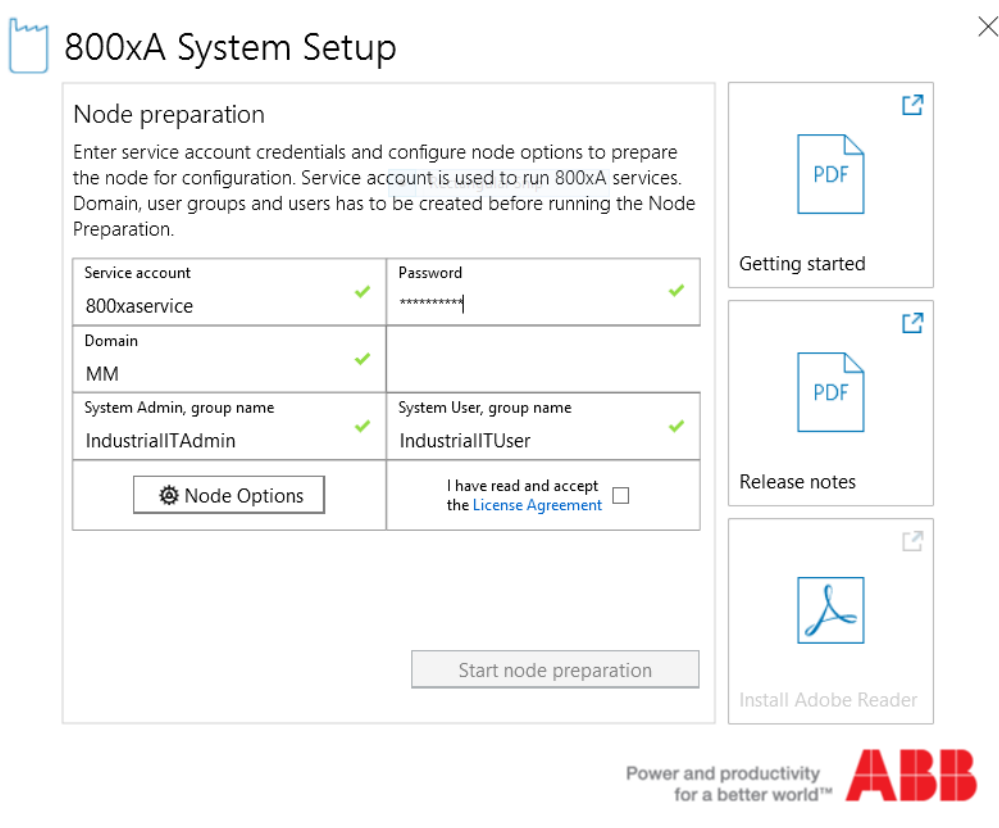 800xA System Setup
Node preparation
Enter service account credentials and configure node options to prepare
the node for configuration. Service account is used to run 800xA services.
Domain, user groups and users has to be created before running the Node
Preparation.
Service account
800xaservice
Password
**********
Domain
MM
System Admin, group name
IndustrialITAdmin
System User, group name
IndustrialITUser
Node Options
I have read and accept
the License Agreement
Start node preparation
PDF
Getting started
PDF
Release notes
Install Adobe Reader
Power and productivity
for a better world™
ABB